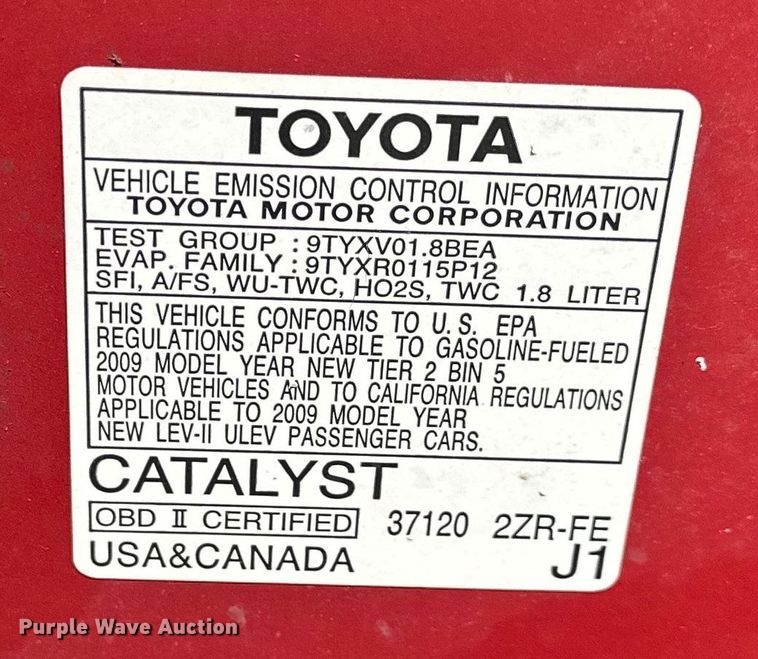 TOYOTA
VEHICLE EMISSION CONTROL INFORMATION
TOYOTA MOTOR CORPORATION
TEST GROUP : 9TYXV01.8BEA
EVAP. FAMILY : 9TYXR0115P12
SFI, A/FS, WU-TWC, HO2S, TWC 1.8 LITER
THIS VEHICLE CONFORMS TO U.S. EPA
REGULATIONS APPLICABLE TO GASOLINE-FUELED
2009 MODEL YEAR NEW TIER 2 BIN 5
MOTOR VEHICLES AND TO CALIFORNIA REGULATIONS
APPLICABLE TO 2009 MODEL YEAR
NEW LEV-II ULEV PASSENGER CARS.
CATALYST
OBD II CERTIFIED 37120 2ZR-FE
USA&CANADA J1
Purple Wave Auction